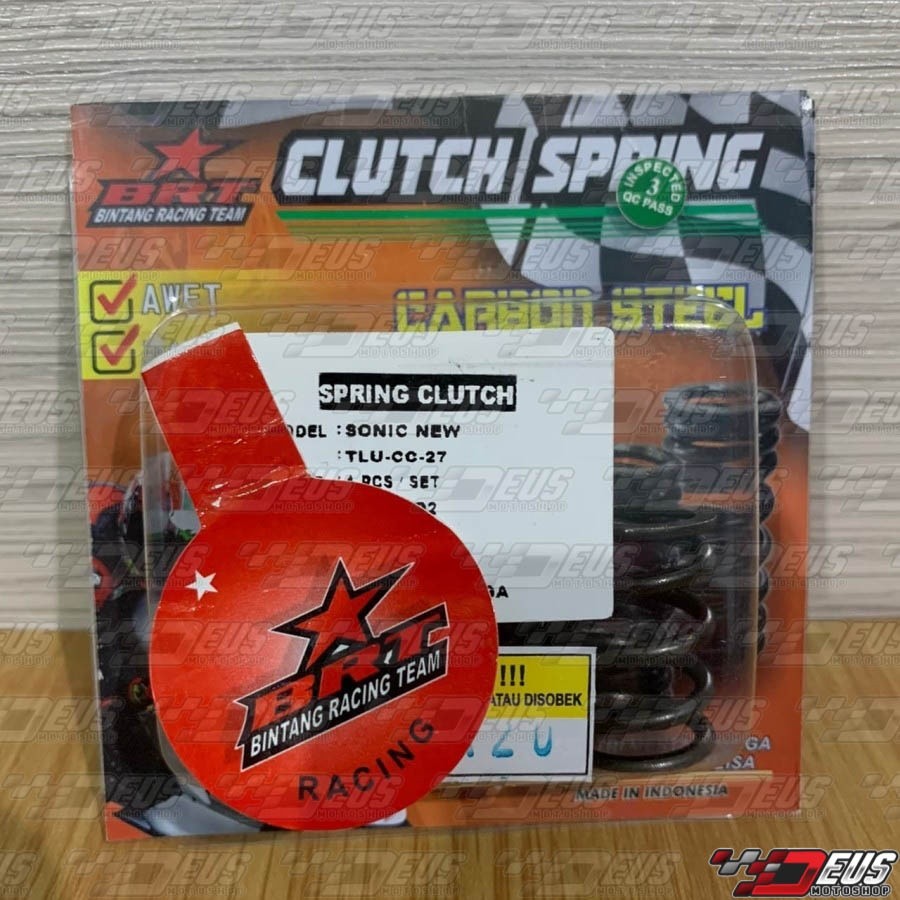 BRT
BINTANG RACING TEAM
CLUTCH SPRING
INSPECTED
3
QC PASS
AWET
CARBON STEEL
SPRING CLUTCH
MODEL : SONIC NEW
: TLU-CC-27
4 PCS / SET
BRT
BINTANG RACING TEAM
RACING
!!!
ATAU DISOBEK
MADE IN INDONESIA
DEUS
MOTOSHOP